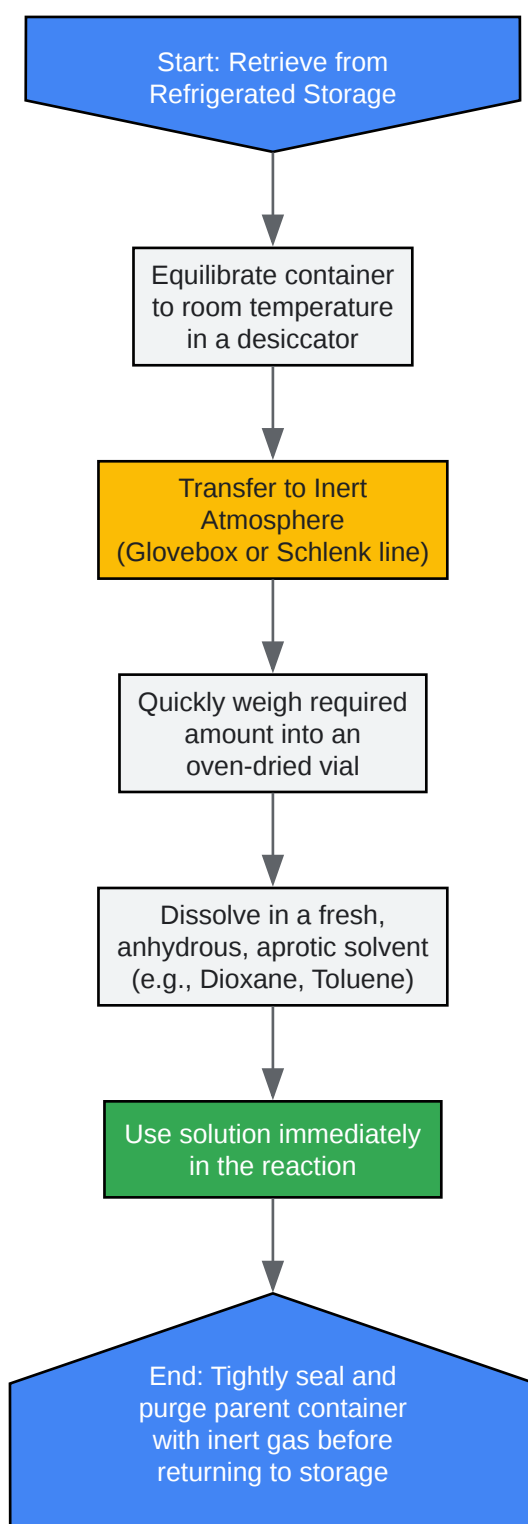 Start: Retrieve from
Refrigerated Storage
Equilibrate container
to room temperature
in a desiccator
Transfer to Inert
Atmosphere
(Glovebox or Schlenk line)
Quickly weigh required
amount into an
oven-dried vial
Dissolve in a fresh,
anhydrous, aprotic solvent
(e.g., Dioxane, Toluene)
Use solution immediately
in the reaction
End: Tightly seal and
purge parent container
with inert gas before
returning to storage